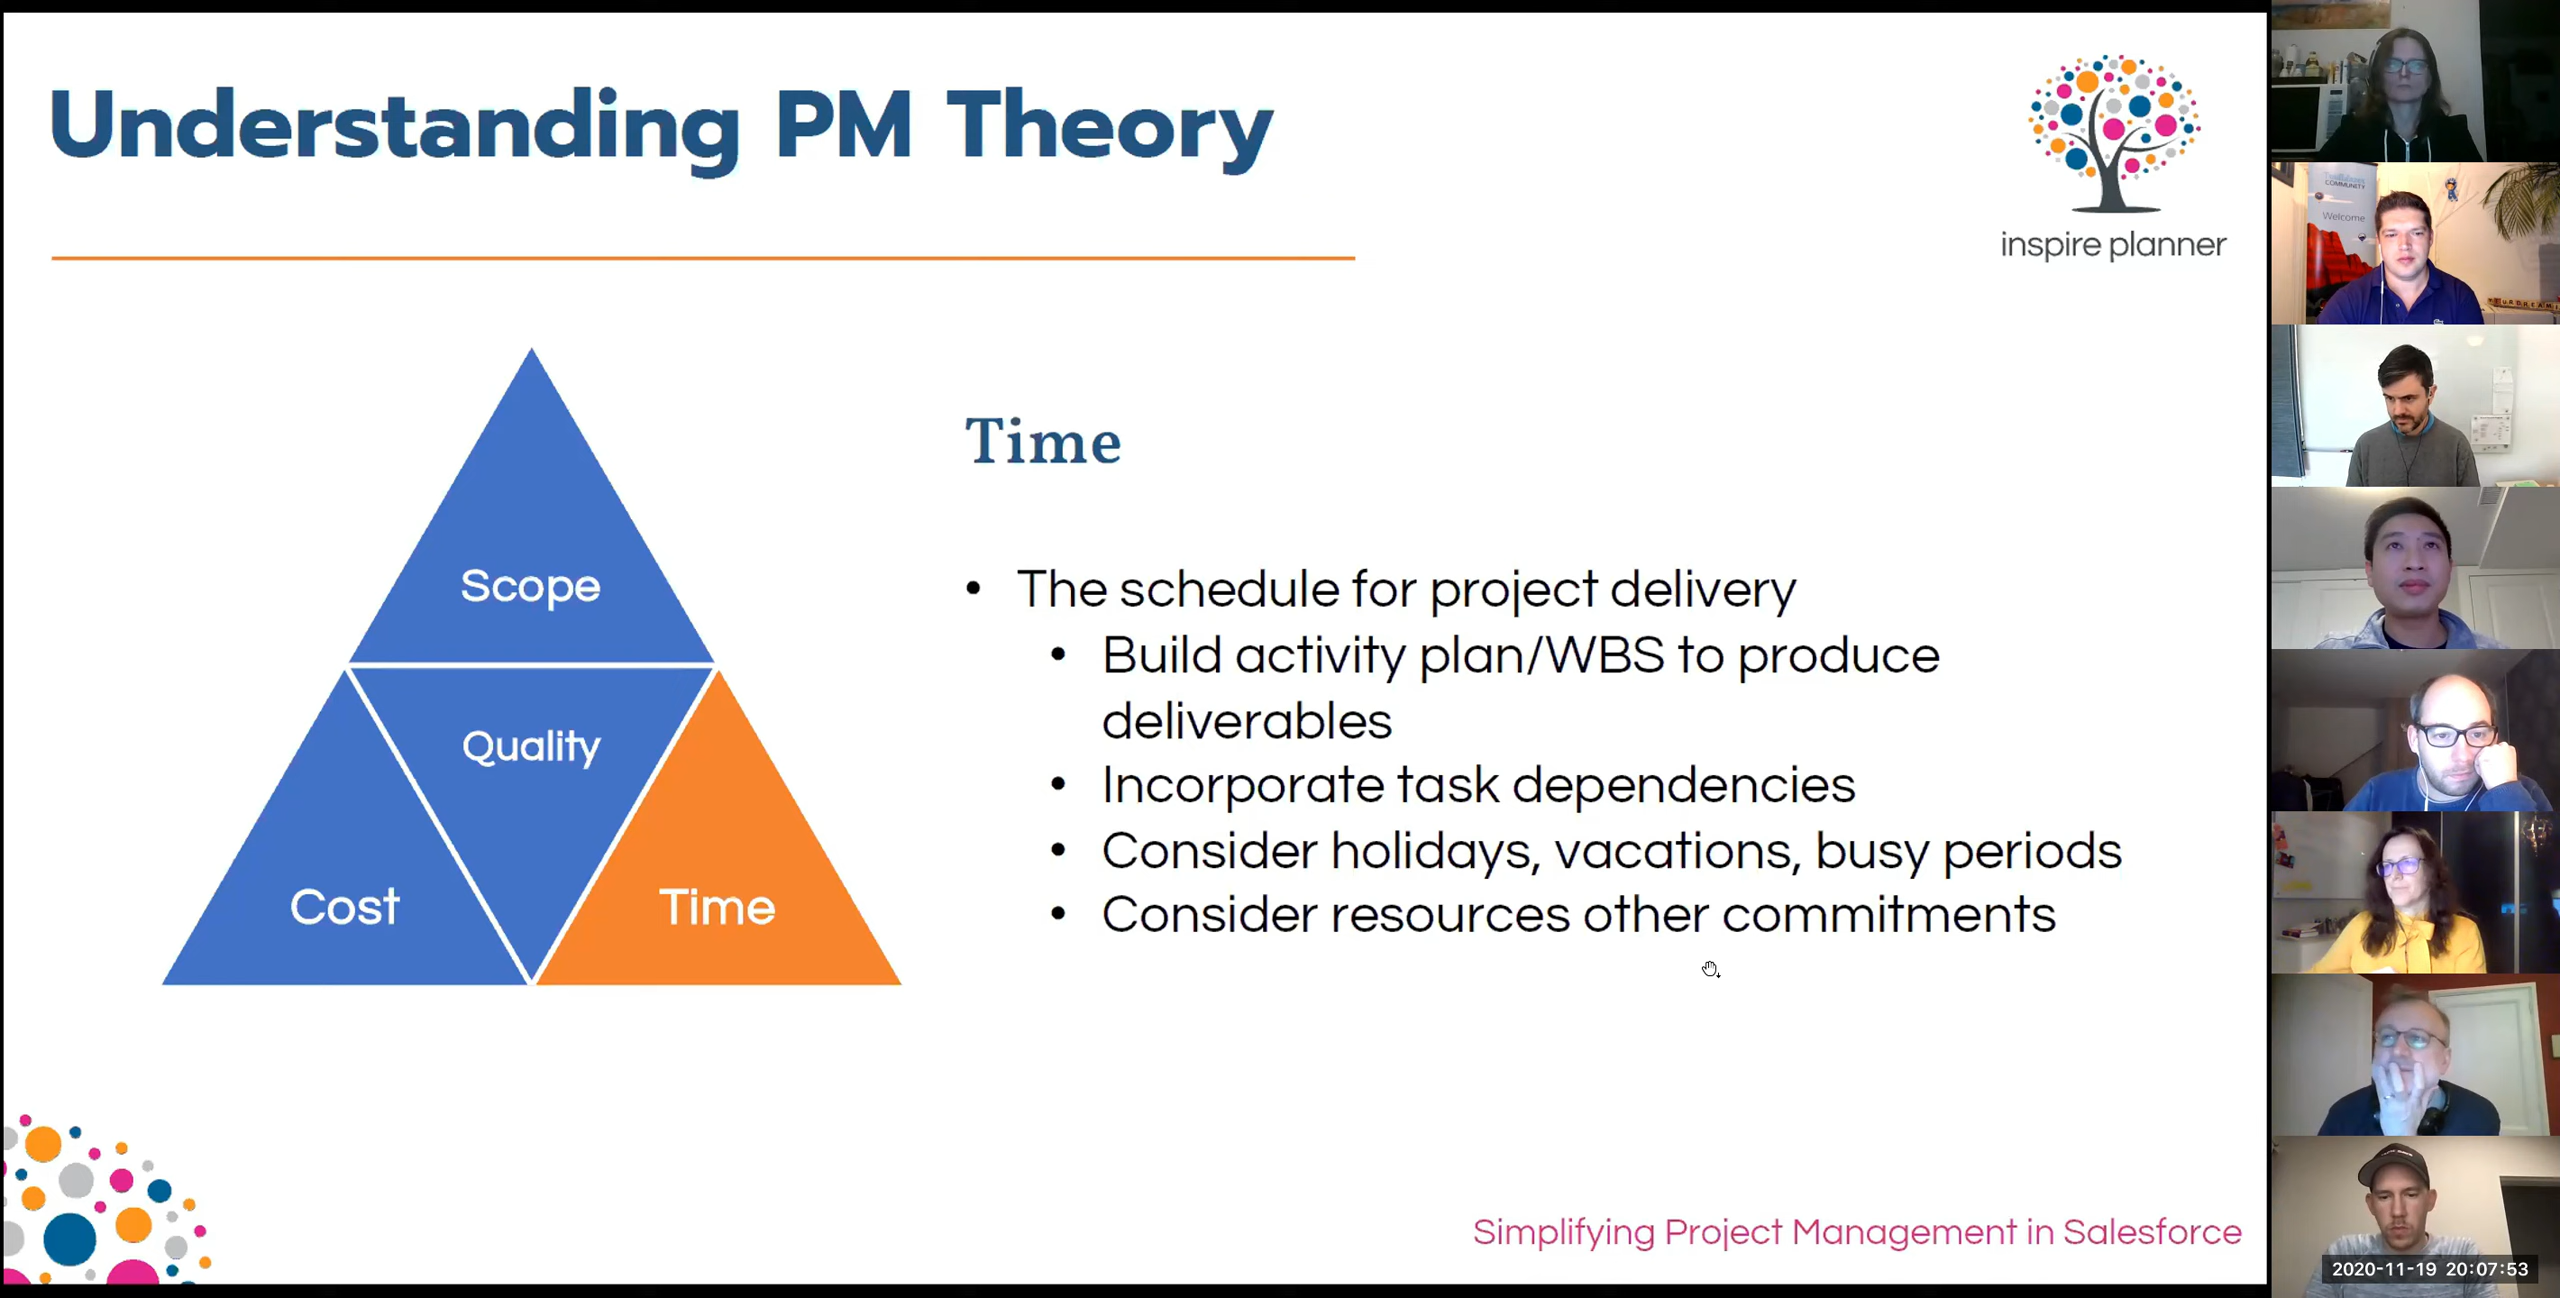 Understanding PM Theory
inspire planner
Scope
Quality
Cost
Time
Time
• The schedule for project delivery
• Build activity plan/WBS to produce
deliverables
• Incorporate task dependencies
• Consider holidays, vacations, busy periods
• Consider resources other commitments
Simplifying Project Management in Salesforce
COMMUNITY
Welcome
2020-11-19 20:07:53